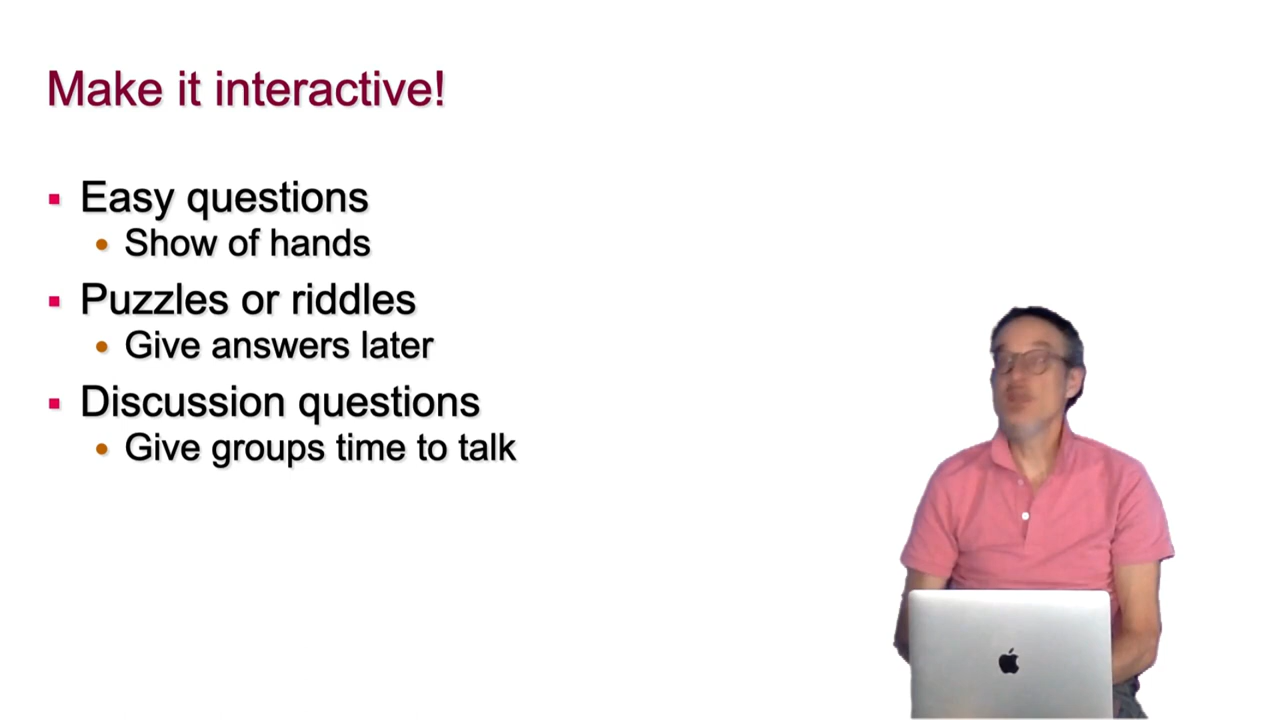 Make it interactive!
Easy questions
Show of hands
Puzzles or riddles
Give answers later
Discussion questions
Give groups time to talk